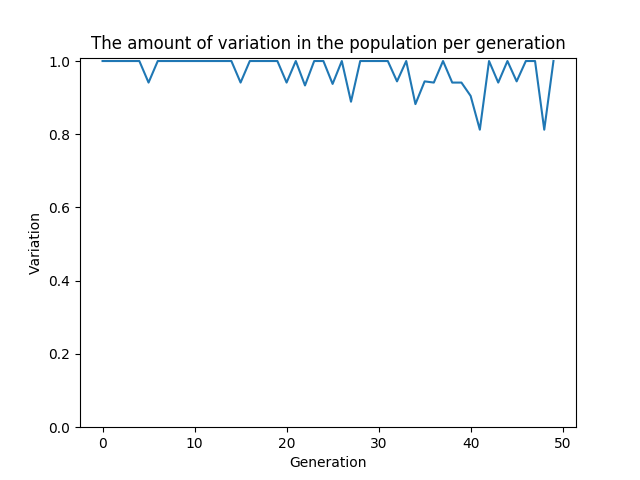 The amount of variation in the population per generation
1.0
0.8
0.6
0.4
0.2
0.0
Variation
0 10 20 30 40 50
Generation